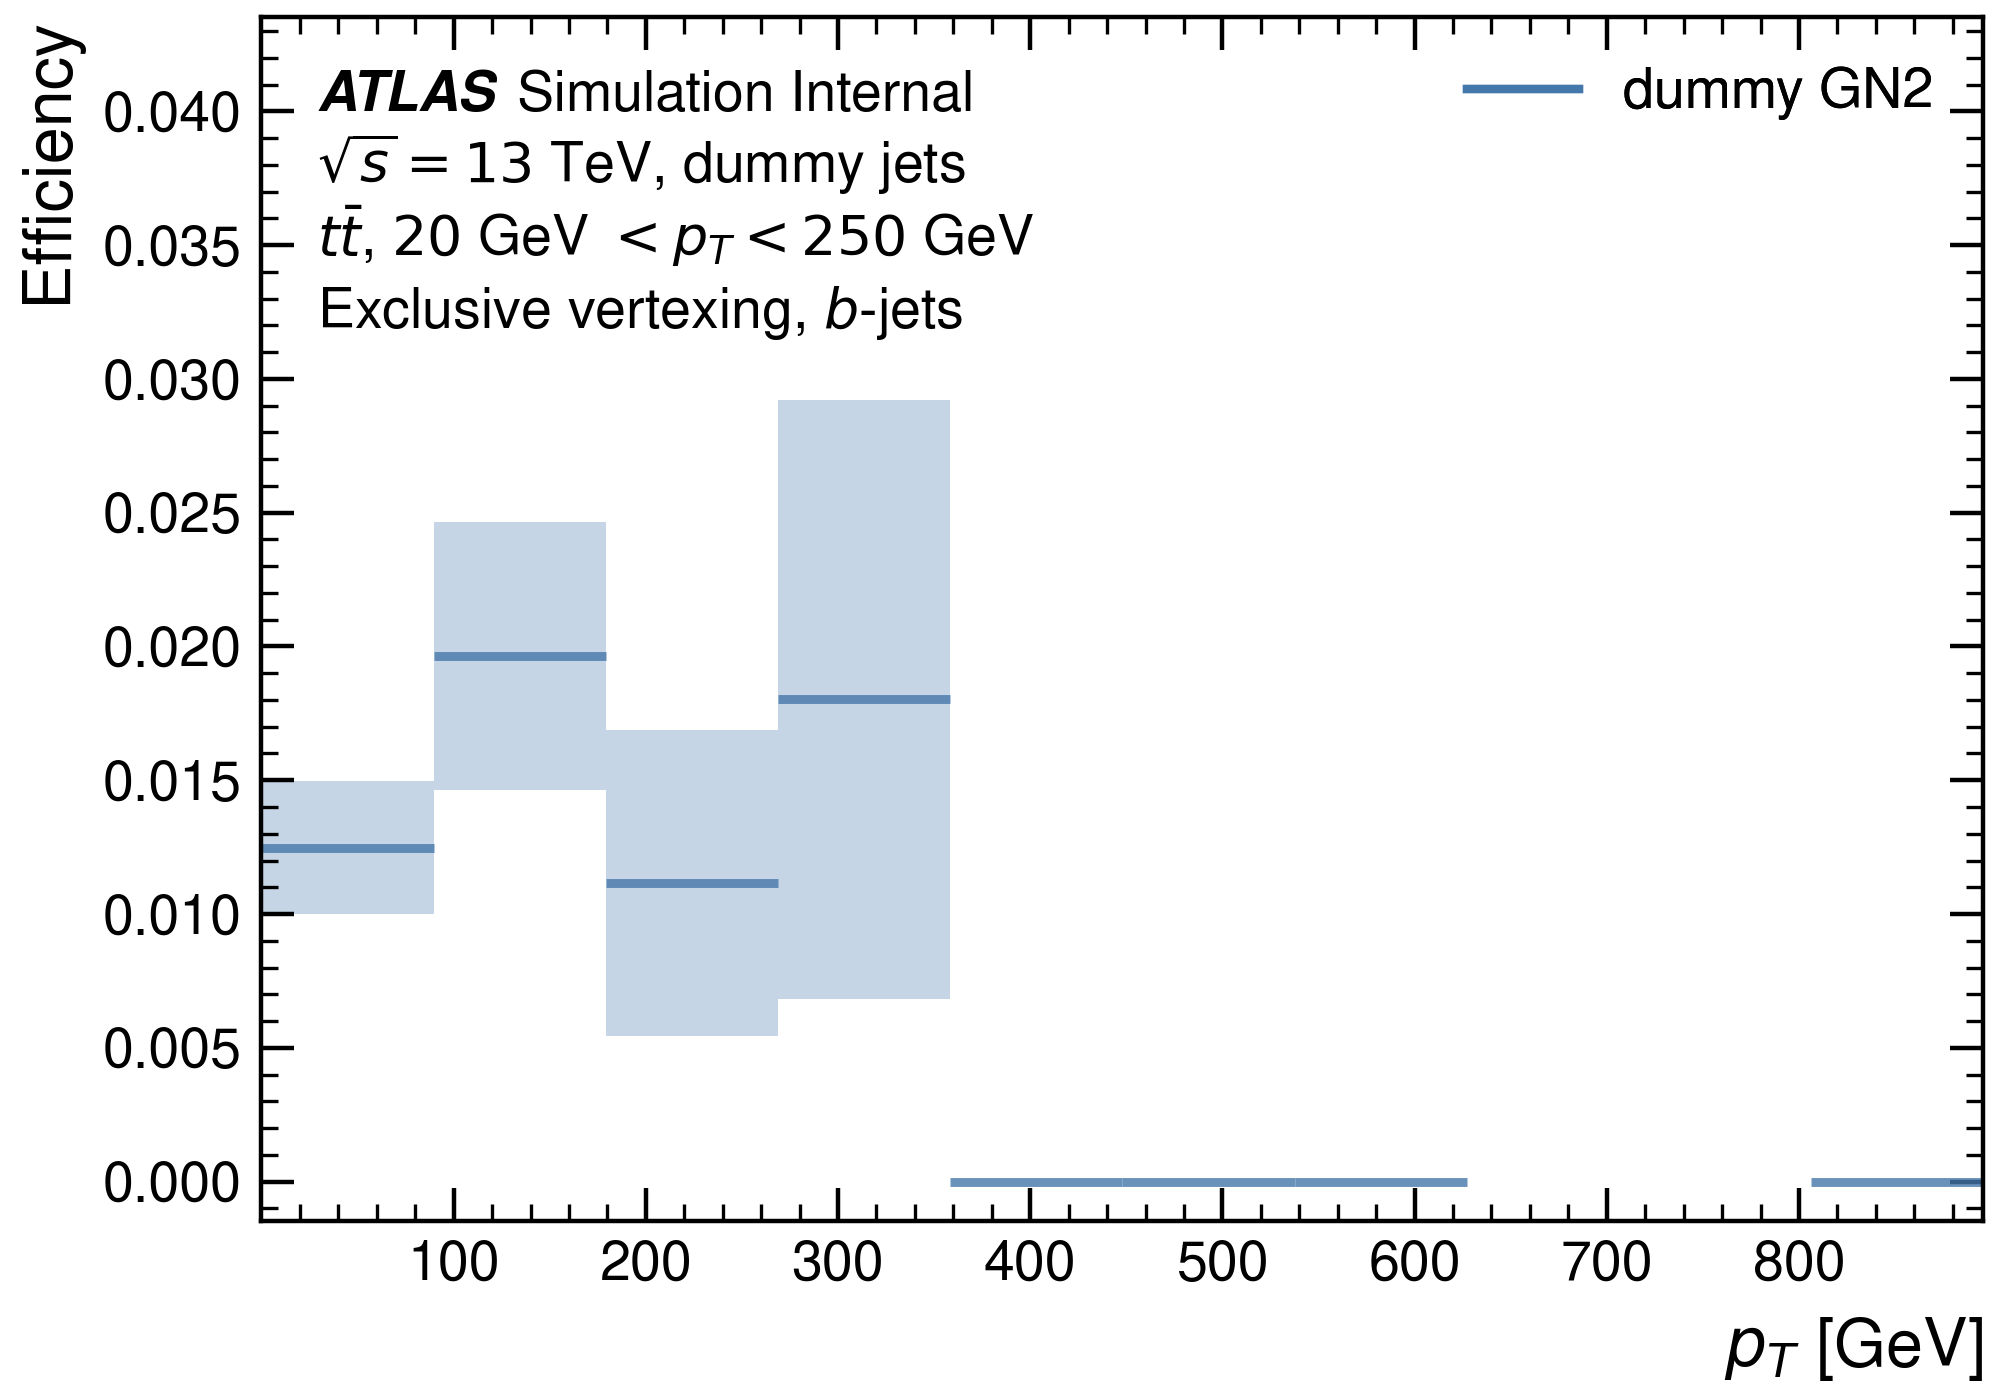 Efficiency
0.040
0.035
0.030
0.025
0.020
0.015
0.010
0.005
0.000
ATLAS Simulation Internal
√s = 13 TeV, dummy jets
tt̄, 20 GeV < p_T < 250 GeV
Exclusive vertexing, b-jets
dummy GN2
100 200 300 400 500 600 700 800
p_T [GeV]